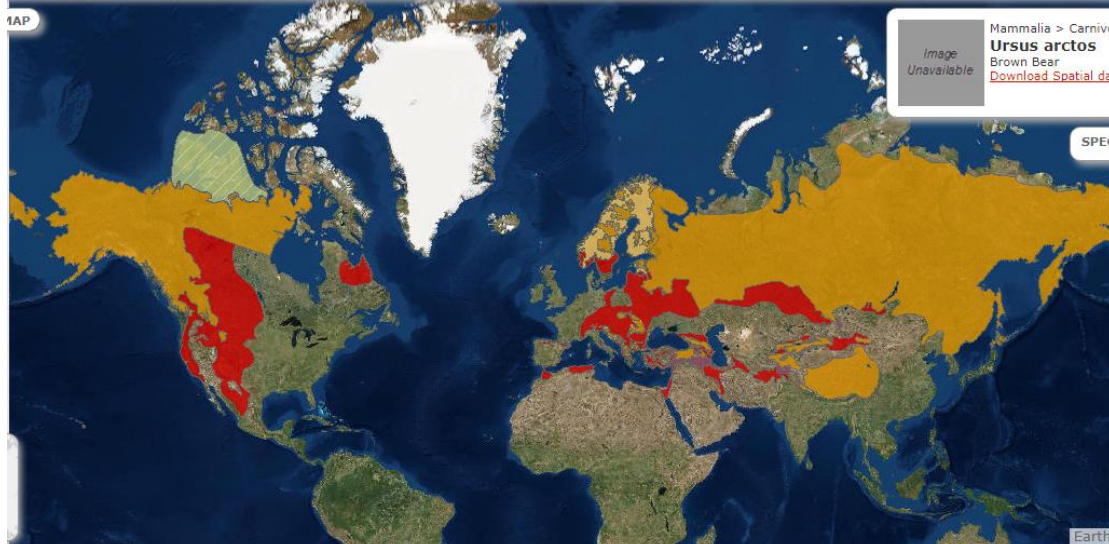 MAP
Image
Unavailable
Mammalia > Carniv
Ursus arctos
Brown Bear
Download Spatial da
SPE
Earth